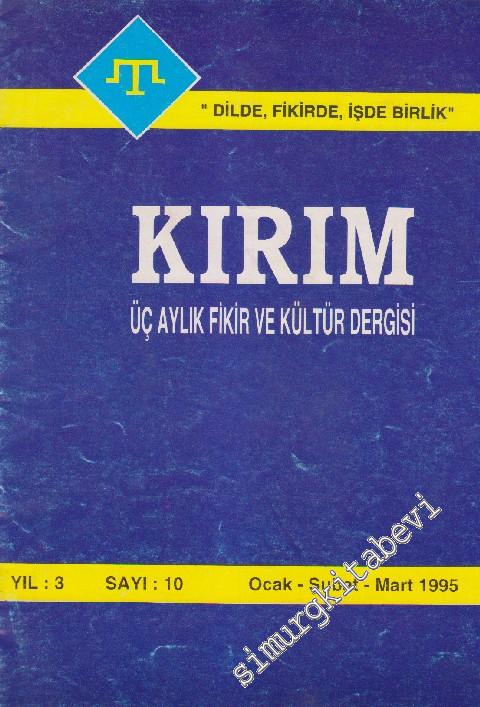 " DİLDE, FİKİRDE, İŞDE BİRLİK"
KIRIM
ÜÇ AYLIK FİKİR VE KÜLTÜR DERGİSİ
YIL : 3 SAYI : 10 Ocak - Şubat - Mart 1995
simurgkitabevi